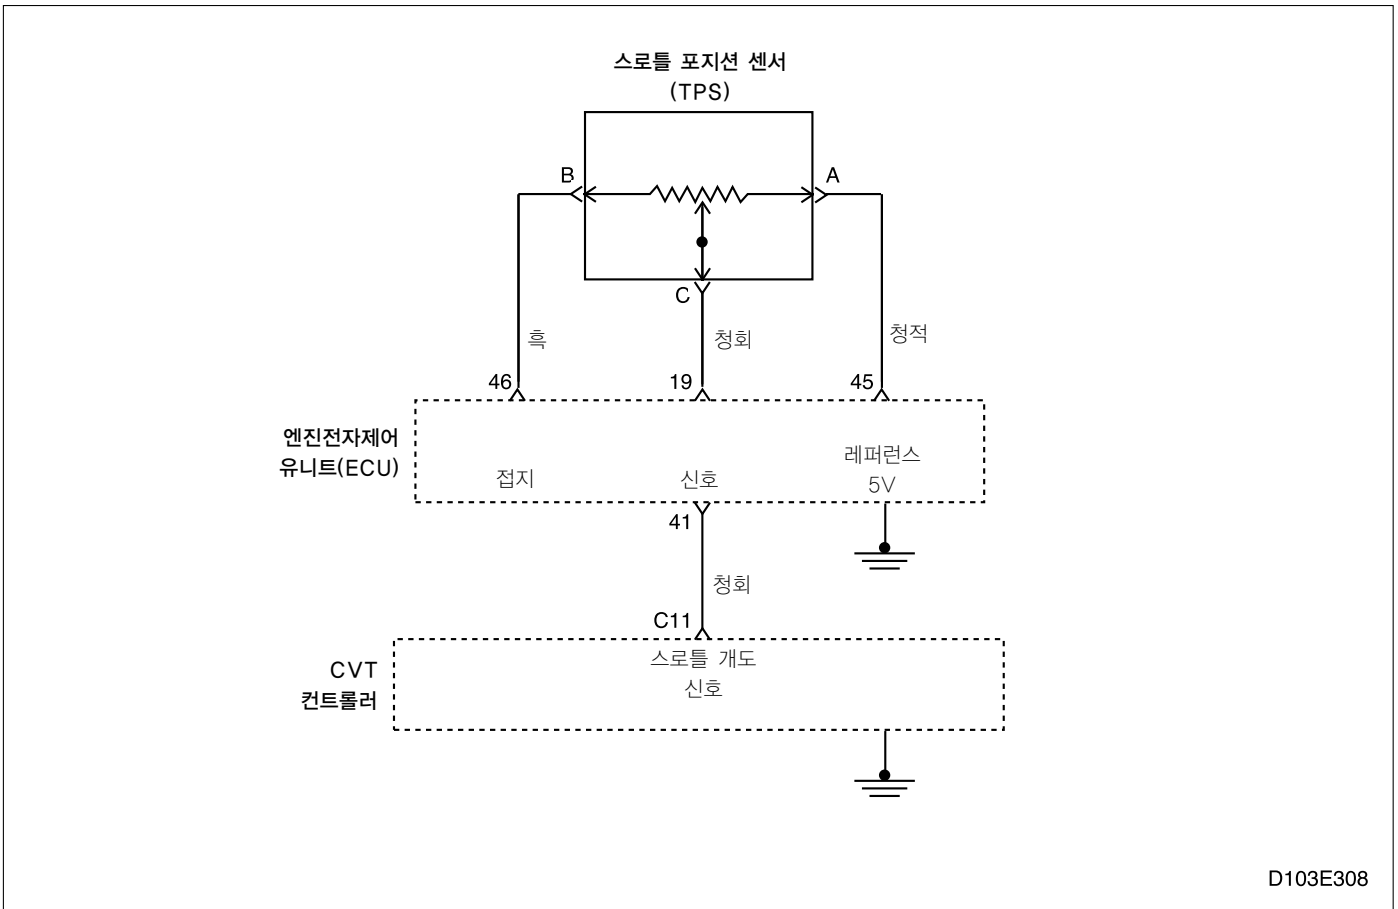 스로틀 포지션 센서
(TPS)
B
A
C
흑
청회
청적
46
19
45
엔진전자제어
유니트(ECU)
접지
신호
레퍼런스
5V
41
청회
C11
CVT
컨트롤러
스로틀 개도
신호
D103E308